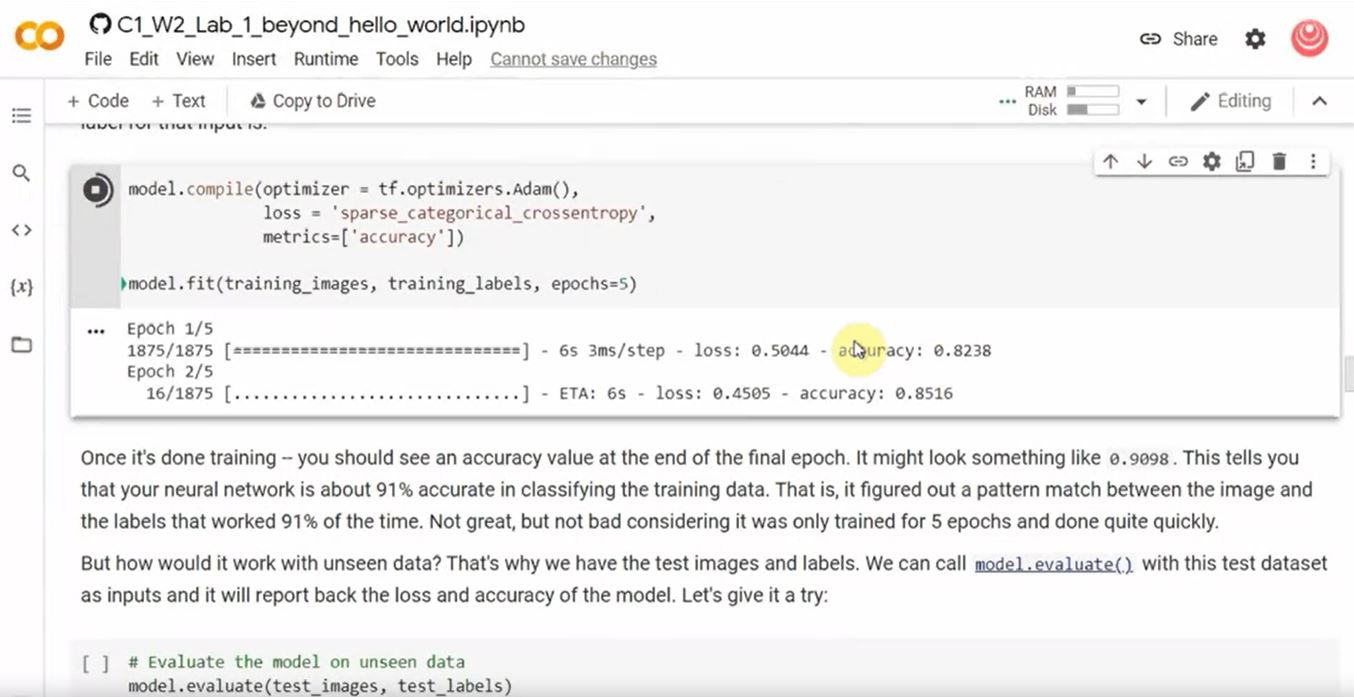 C1_W2_Lab_1_beyond_hello_world.ipynb
File Edit View Insert Runtime Tools Help Cannot save changes
Share
+ Code + Text Copy to Drive
RAM
Disk
Editing
label for that input is.
model.compile(optimizer = tf.optimizers.Adam(),
loss = 'sparse_categorical_crossentropy',
metrics=['accuracy'])
model.fit(training_images, training_labels, epochs=5)
Epoch 1/5
1875/1875 [==============================] - 6s 3ms/step - loss: 0.5044 - accuracy: 0.8238
Epoch 2/5
16/1875 [..............................] - ETA: 6s - loss: 0.4505 - accuracy: 0.8516
Once it's done training -- you should see an accuracy value at the end of the final epoch. It might look something like 0.9098. This tells you
that your neural network is about 91% accurate in classifying the training data. That is, it figured out a pattern match between the image and
the labels that worked 91% of the time. Not great, but not bad considering it was only trained for 5 epochs and done quite quickly.
But how would it work with unseen data? That's why we have the test images and labels. We can call model.evaluate() with this test dataset
as inputs and it will report back the loss and accuracy of the model. Let's give it a try:
[ ] # Evaluate the model on unseen data
model.evaluate(test_images, test_labels)